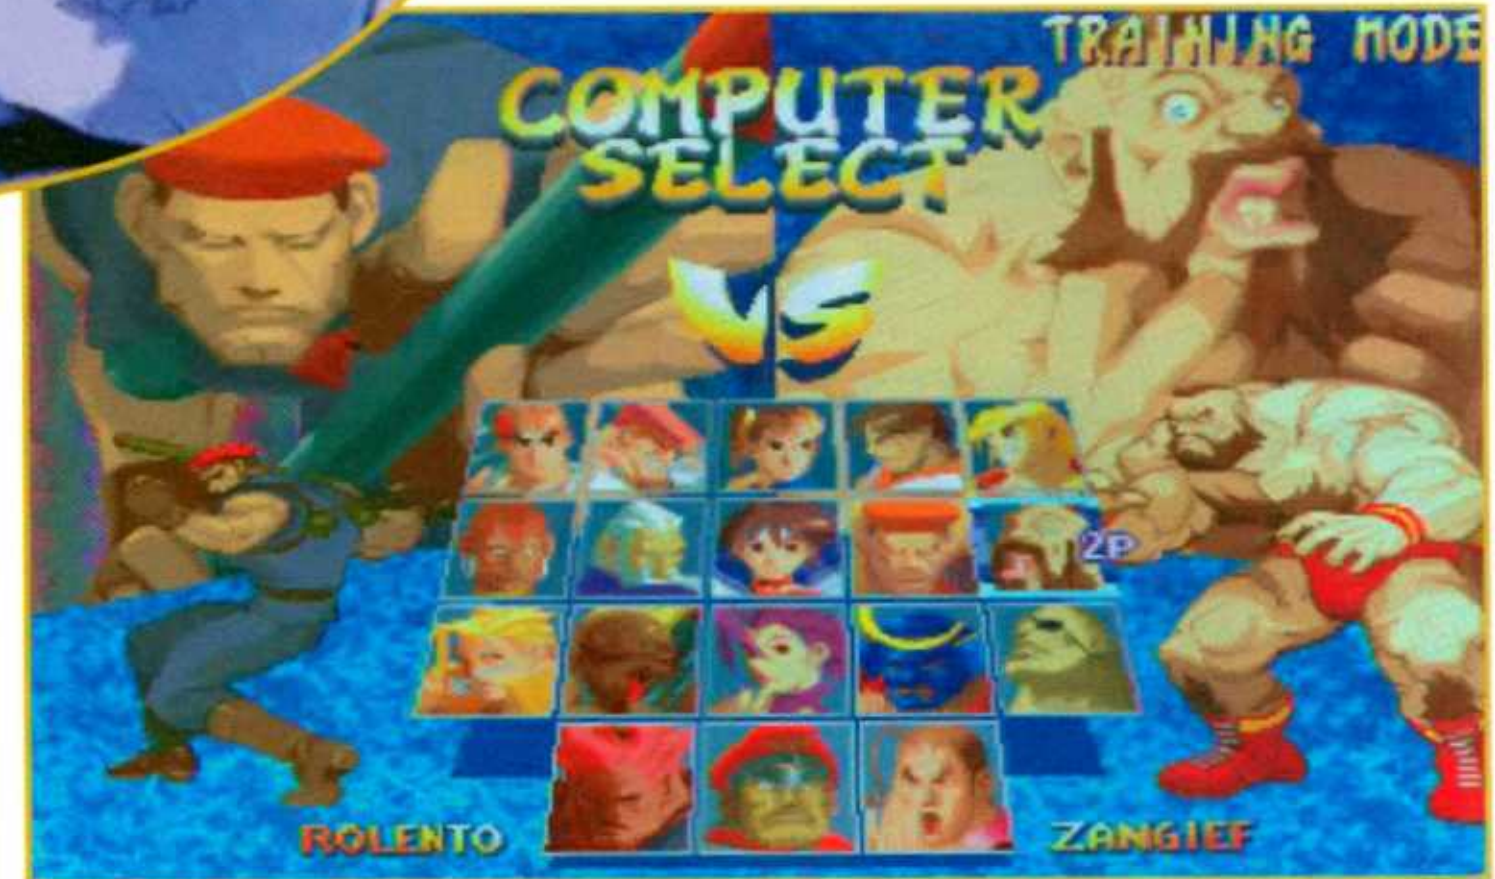 TRAINING MODE
COMPUTER
SELECT
VS
2P
ROLENTO
ZANGIEF